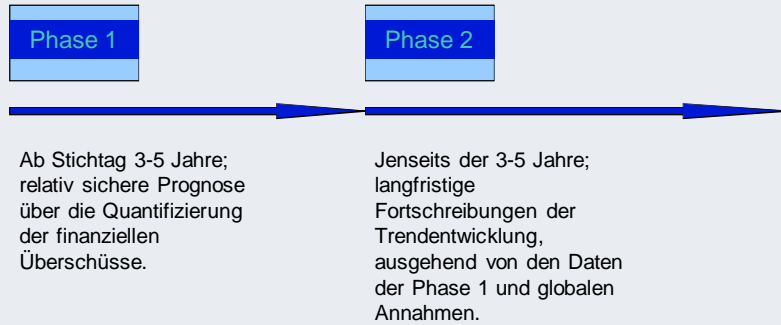 Phase 1
Phase 2
Ab Stichtag 3-5 Jahre;
relativ sichere Prognose
über die Quantifizierung
der finanziellen
Überschüsse.
Jenseits der 3-5 Jahre;
langfristige
Fortschreibungen der
Trendentwicklung,
ausgehend von den Daten
der Phase 1 und globalen
Annahmen.